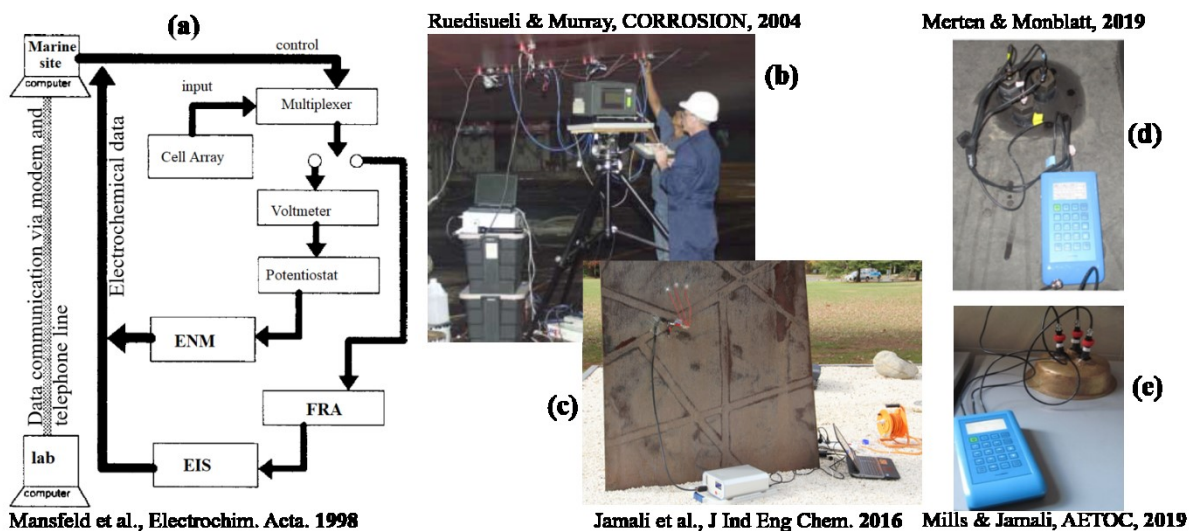 Ruedisueli & Murray, CORROSION, 2004
Merten & Monblatt, 2019
(a)
Marine
site
computer
control
input
Multiplexer
Cell Array
Voltmeter
Potentiostat
ENM
FRA
EIS
Electrochemical data
Data communication via modem and
telephone line
lab
computer
(b)
(c)
(d)
(e)
Mansfeld et al., Electrochim. Acta. 1998
Jamali et al., J Ind Eng Chem. 2016
Mills & Jamali, AETOC, 2019